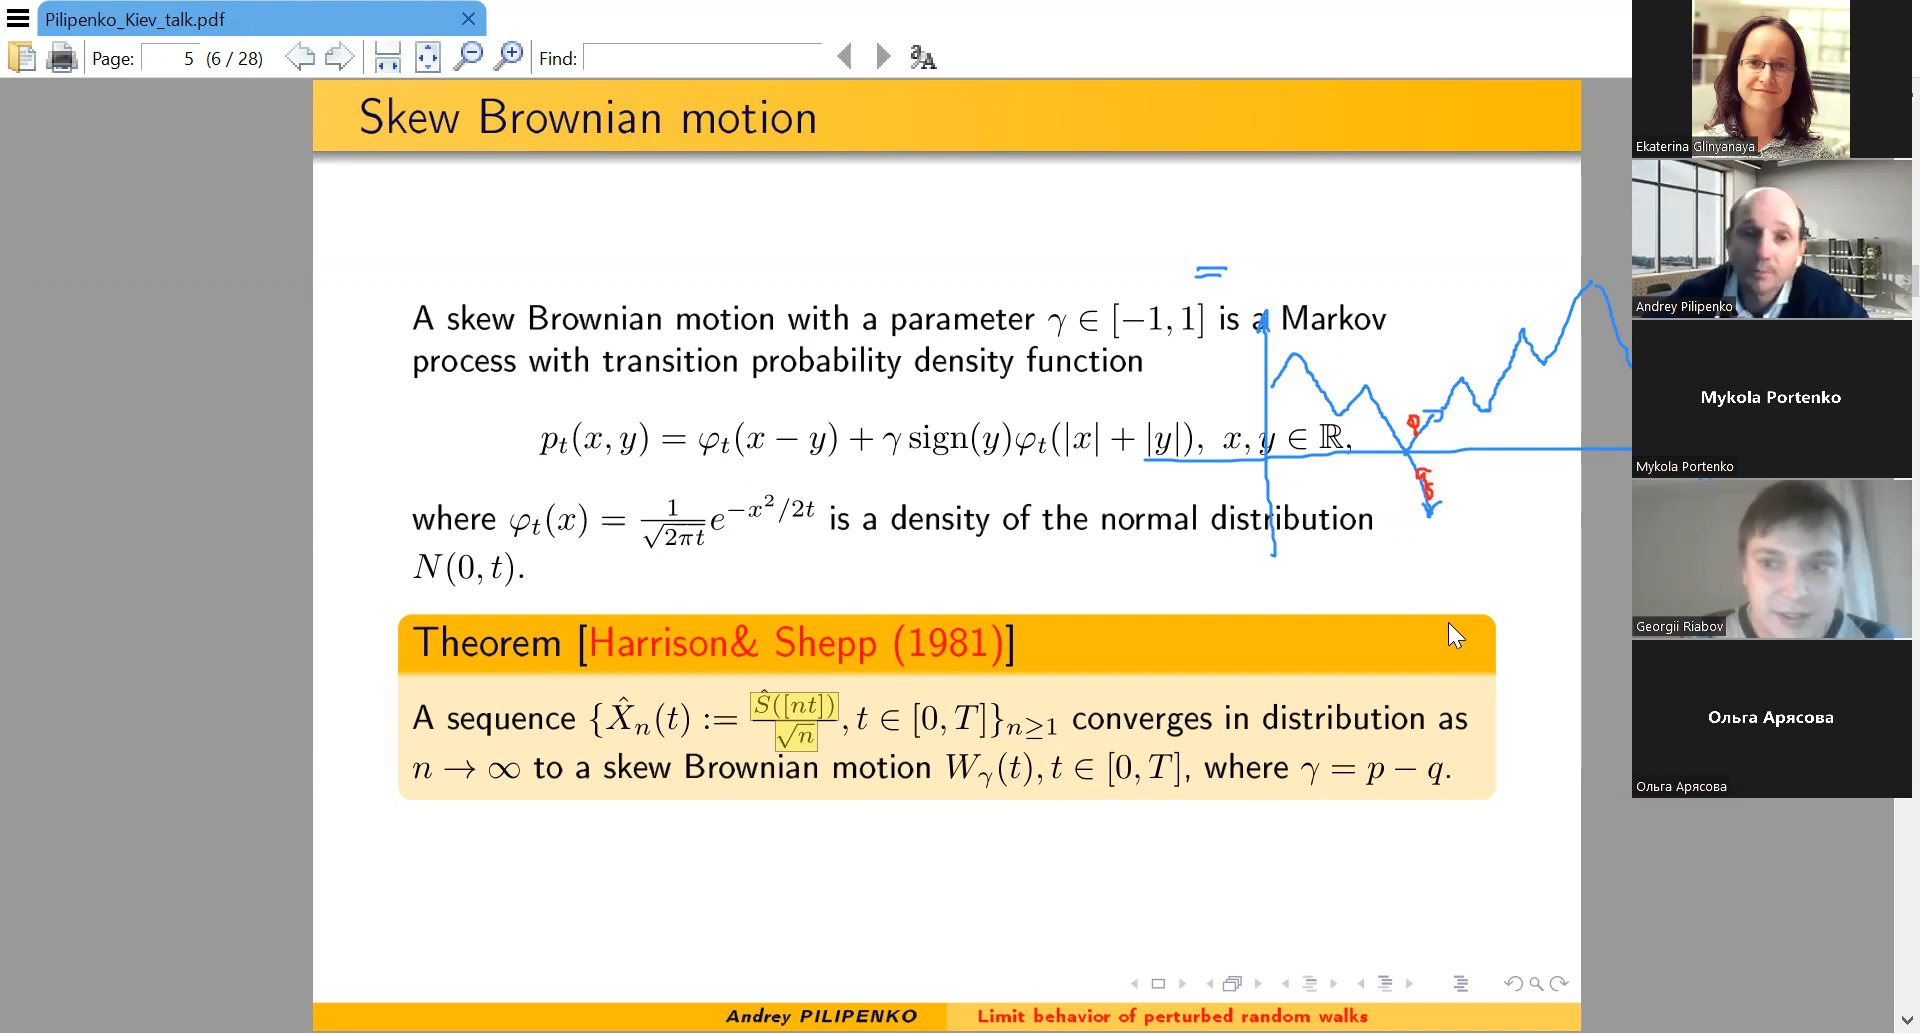 Pilipenko_Kiev_talk.pdf
Page: 5 (6 / 28) Find:
Skew Brownian motion
A skew Brownian motion with a parameter γ ∈ [−1, 1] is a Markov
process with transition probability density function
p_t(x, y) = φ_t(x − y) + γ sign(y)φ_t(|x| + |y|), x, y ∈ ℝ,
where φ_t(x) = \frac{1}{\sqrt{2πt}} e^{−x²/2t} is a density of the normal distribution
N(0, t).
p
Theorem [Harrison& Shepp (1981)]
A sequence {X̂_n(t) := \frac{Ŝ([nt])}{\sqrt{n}}, t ∈ [0, T]}_{n≥1} converges in distribution as
n → ∞ to a skew Brownian motion W_γ(t), t ∈ [0, T], where γ = p − q.
Andrey PILIPENKO Limit behavior of perturbed random walks
Ekaterina Glinyanaya
Andrey Pilipenko
Mykola Portenko
Mykola Portenko
Georgii Riabov
Ольга Арясова
Ольга Арясова